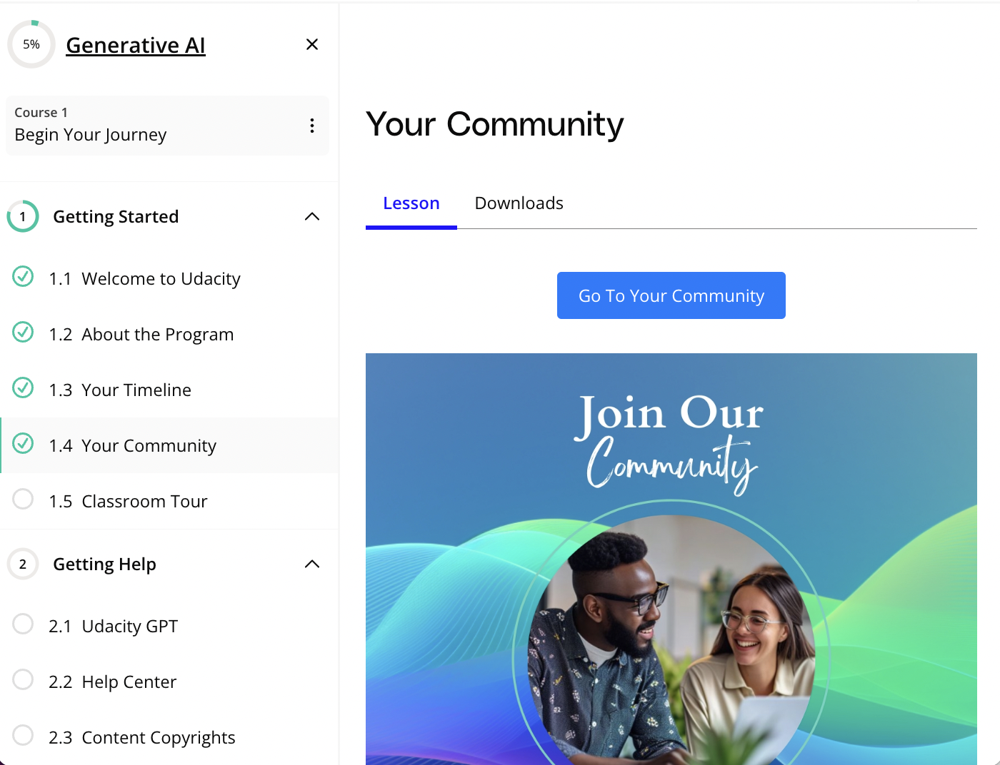 5%
Generative AI
Course 1
Begin Your Journey
1 Getting Started
1.1 Welcome to Udacity
1.2 About the Program
1.3 Your Timeline
1.4 Your Community
1.5 Classroom Tour
2 Getting Help
2.1 Udacity GPT
2.2 Help Center
2.3 Content Copyrights
Your Community
Lesson Downloads
Go To Your Community
Join Our
Community